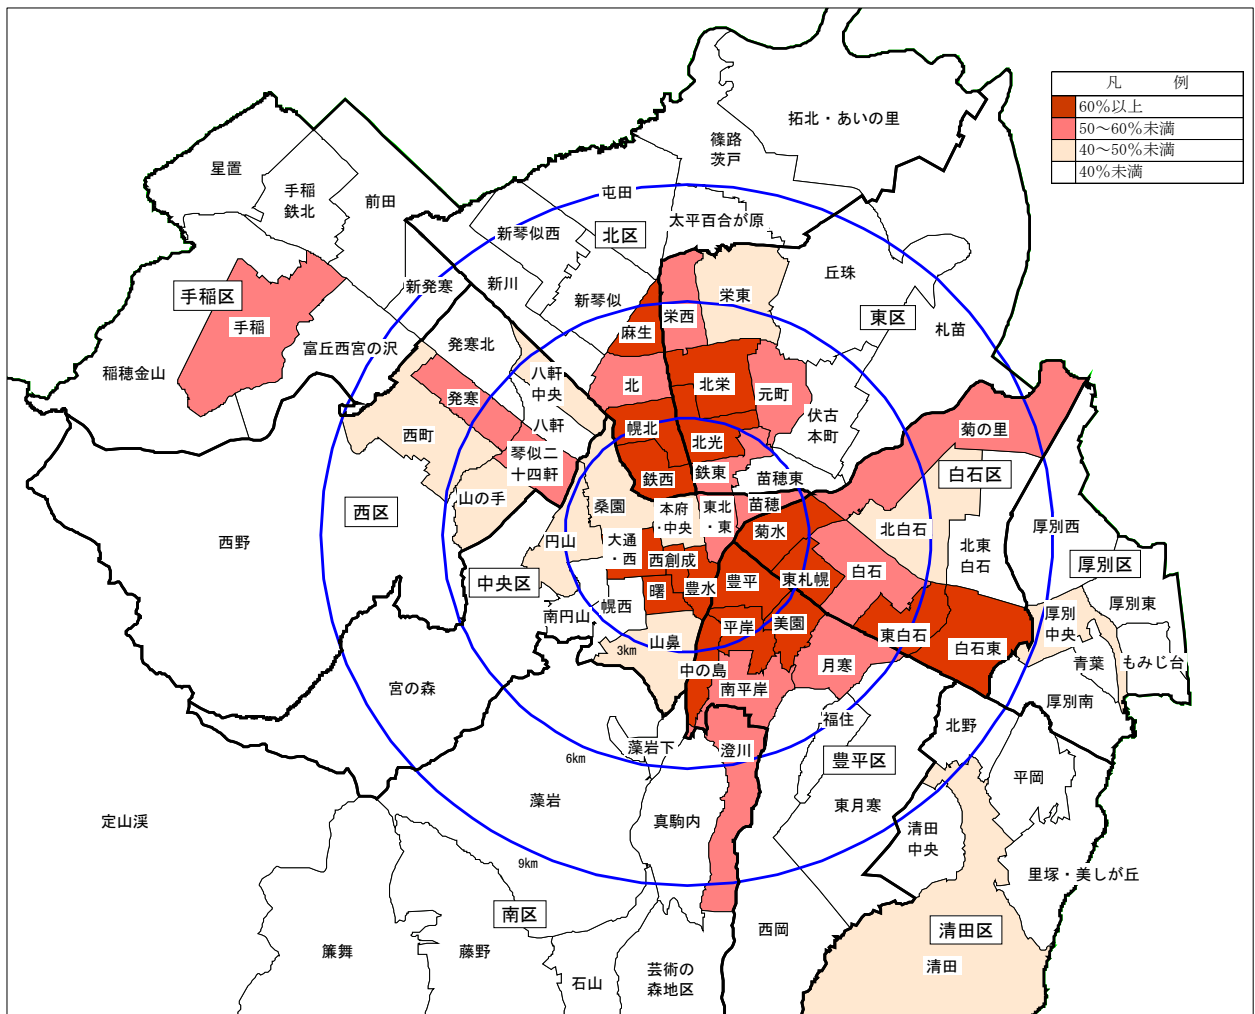 凡　例
60%以上
50～60%未満
40～50%未満
40%未満
拓北・あいの里
篠路
茨戸
星置
手稲
鉄北
前田
屯田
太平百合が原
新琴似西
北区
丘珠
新発寒
新川
新琴似
栄東
手稲区
手稲
麻生
栄西
東区
札苗
富丘西宮の沢
発寒北
稲穂金山
八軒
中央
北
北栄
元町
発寒
八軒
伏古
本町
西町
幌北
北光
菊の里
琴似二
十四軒
鉄西
鉄東
苗穂東
白石区
山の手
桑園
本府
・中央
東北
・東
苗穂
西区
菊水
北白石
厚別西
西野
円山
大通
・西
西創成
北東
白石
厚別区
中央区
曙
豊水
豊平
東札幌
白石
南円山
幌西
厚別
中央
厚別東
山鼻
平岸
美園
東白石
白石東
3km
中の島
月寒
青葉
もみじ台
宮の森
南平岸
厚別南
福住
北野
藻岩下
澄川
6km
豊平区
平岡
藻岩
東月寒
定山渓
真駒内
清田
中央
9km
里塚・美しが丘
南区
西岡
清田区
簾舞
藤野
清田
石山
芸術の
森地区